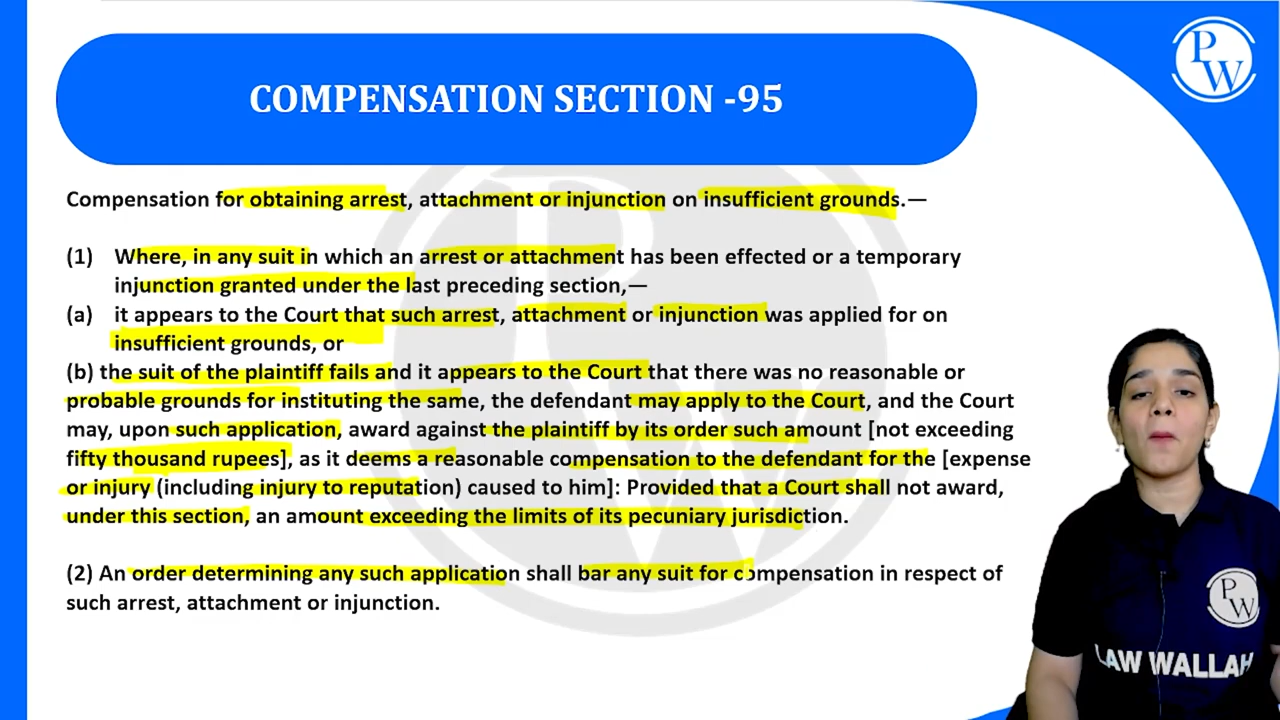 COMPENSATION SECTION -95
PW
Compensation for obtaining arrest, attachment or injunction on insufficient grounds.—
(1) Where, in any suit in which an arrest or attachment has been effected or a temporary
injunction granted under the last preceding section,—
(a) it appears to the Court that such arrest, attachment or injunction was applied for on
insufficient grounds, or
(b) the suit of the plaintiff fails and it appears to the Court that there was no reasonable or
probable grounds for instituting the same, the defendant may apply to the Court, and the Court
may, upon such application, award against the plaintiff by its order such amount [not exceeding
fifty thousand rupees], as it deems a reasonable compensation to the defendant for the [expense
or injury (including injury to reputation) caused to him]: Provided that a Court shall not award,
under this section, an amount exceeding the limits of its pecuniary jurisdiction.
(2) An order determining any such application shall bar any suit for compensation in respect of
such arrest, attachment or injunction.
PW
LAW WALLAH